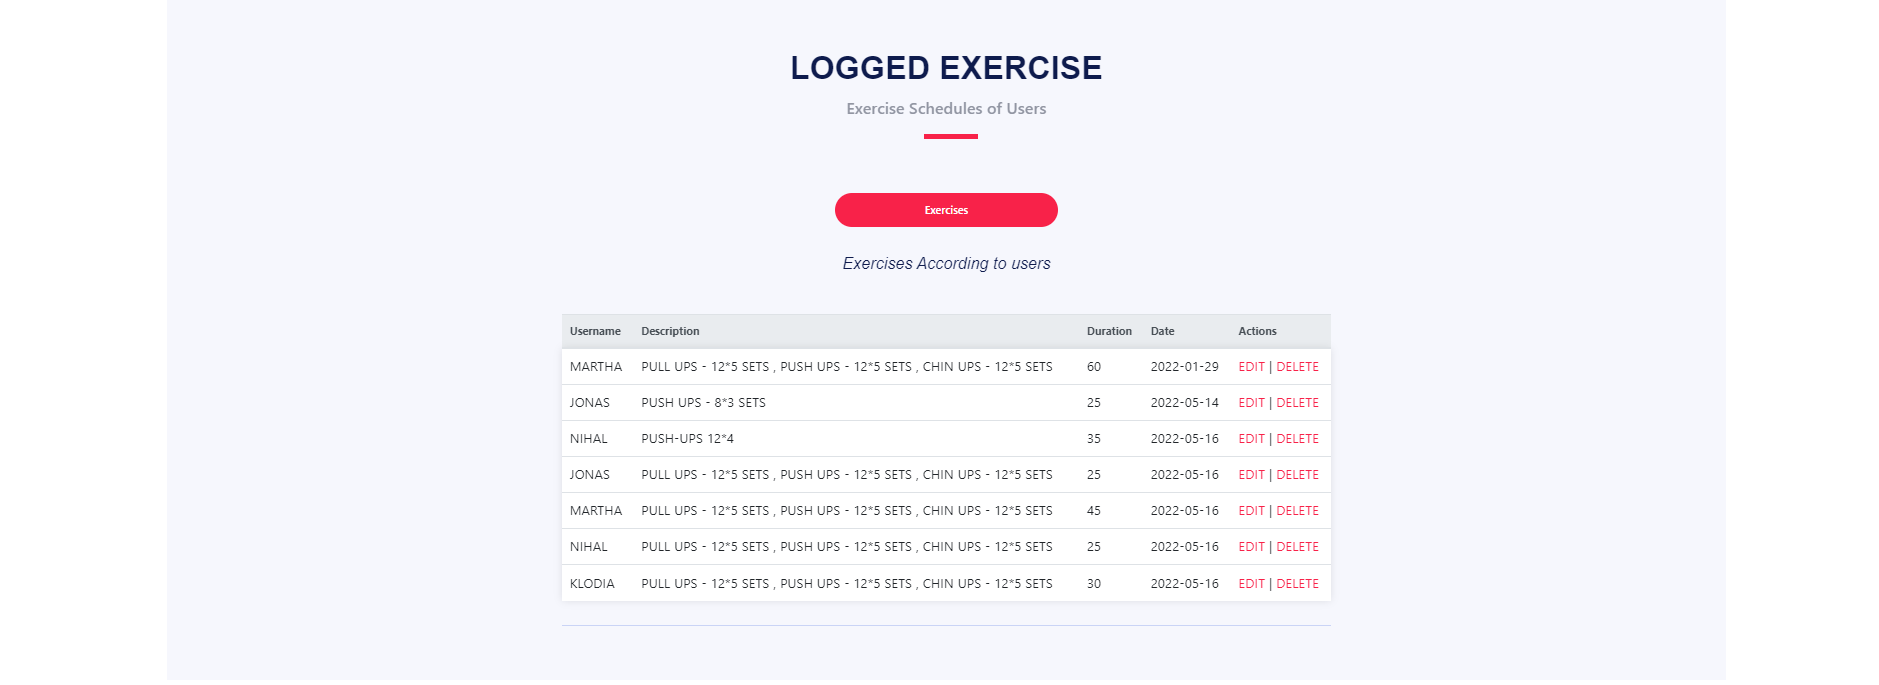 LOGGED EXERCISE
Exercise Schedules of Users
Exercises
Exercises According to users
Username Description Duration Date Actions
MARTHA PULL UPS - 12*5 SETS , PUSH UPS - 12*5 SETS , CHIN UPS - 12*5 SETS 60 2022-01-29 EDIT | DELETE
JONAS PUSH UPS - 8*3 SETS 25 2022-05-14 EDIT | DELETE
NIHAL PUSH-UPS 12*4 35 2022-05-16 EDIT | DELETE
JONAS PULL UPS - 12*5 SETS , PUSH UPS - 12*5 SETS , CHIN UPS - 12*5 SETS 25 2022-05-16 EDIT | DELETE
MARTHA PULL UPS - 12*5 SETS , PUSH UPS - 12*5 SETS , CHIN UPS - 12*5 SETS 45 2022-05-16 EDIT | DELETE
NIHAL PULL UPS - 12*5 SETS , PUSH UPS - 12*5 SETS , CHIN UPS - 12*5 SETS 25 2022-05-16 EDIT | DELETE
KLODIA PULL UPS - 12*5 SETS , PUSH UPS - 12*5 SETS , CHIN UPS - 12*5 SETS 30 2022-05-16 EDIT | DELETE